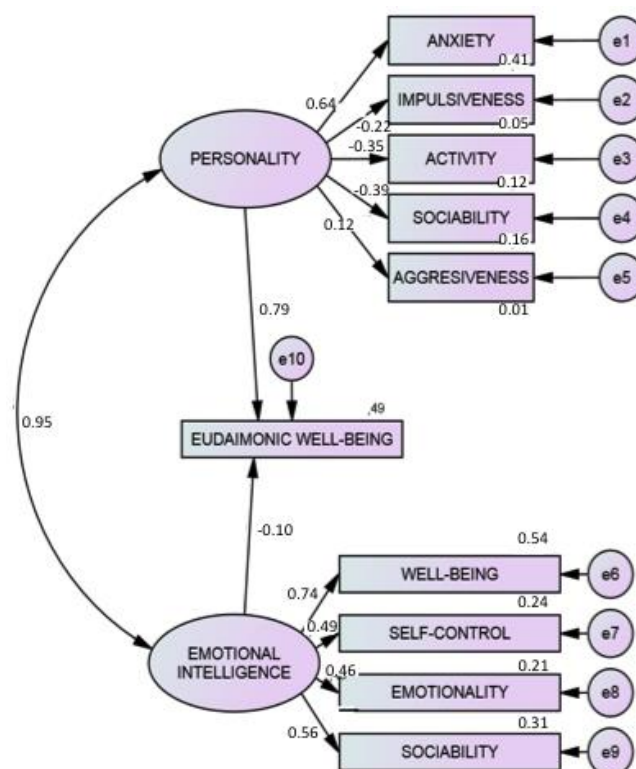 ANXIETY
e1
0.41
0.64
IMPULSIVENESS
e2
-0.22
0.05
-0.35
PERSONALITY
ACTIVITY
e3
0.12
-0.39
SOCIABILITY
e4
0.12
0.16
AGGRESIVENESS
e5
0.01
0.79
e10
.49
0.95
EUDAIMONIC WELL-BEING
-0.10
0.54
WELL-BEING
e6
0.74
0.24
0.49
SELF-CONTROL
e7
EMOTIONAL
INTELLIGENCE
0.46
0.21
EMOTIONALITY
e8
0.31
0.56
SOCIABILITY
e9